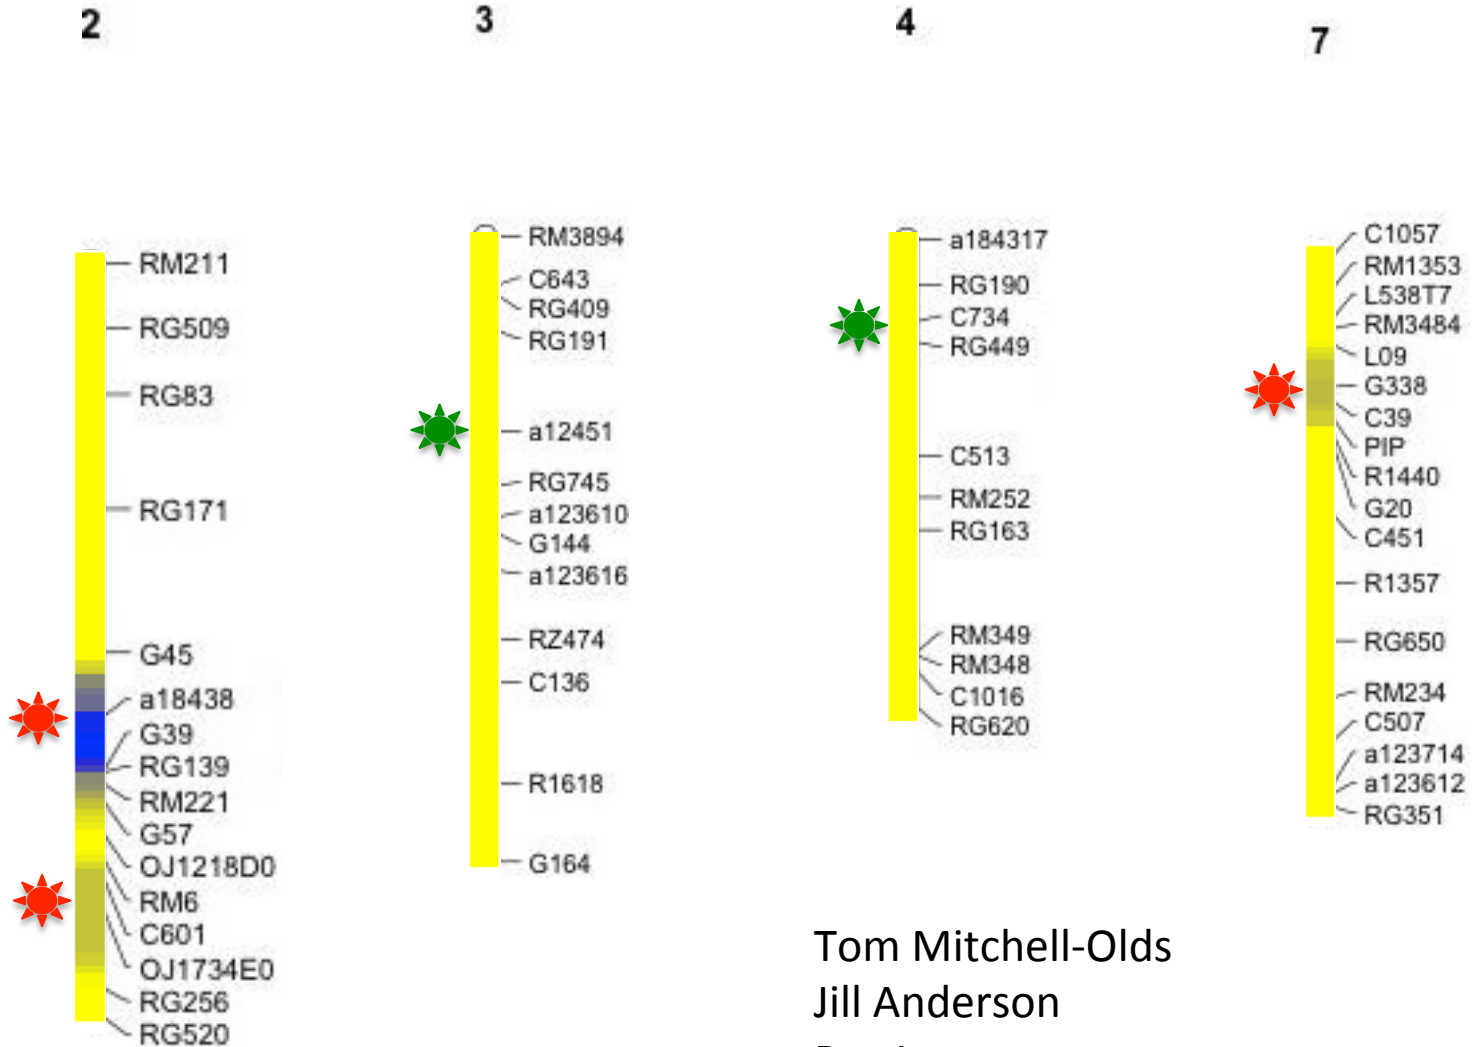 2
3
4
7
RM211
RG509
RG83
RG171
G45
a18438
G39
RG139
RM221
G57
OJ1218D0
RM6
C601
OJ1734E0
RG256
RG520
RM3894
C643
RG409
RG191
a12451
RG745
a123610
G144
a123616
RZ474
C136
R1618
G164
a184317
RG190
C734
RG449
C513
RM252
RG163
RM349
RM348
C1016
RG620
C1057
RM1353
L538T7
RM3484
L09
G338
C39
PIP
R1440
G20
C451
R1357
RG650
RM234
C507
a123714
a123612
RG351
Tom Mitchell-Olds
Jill Anderson